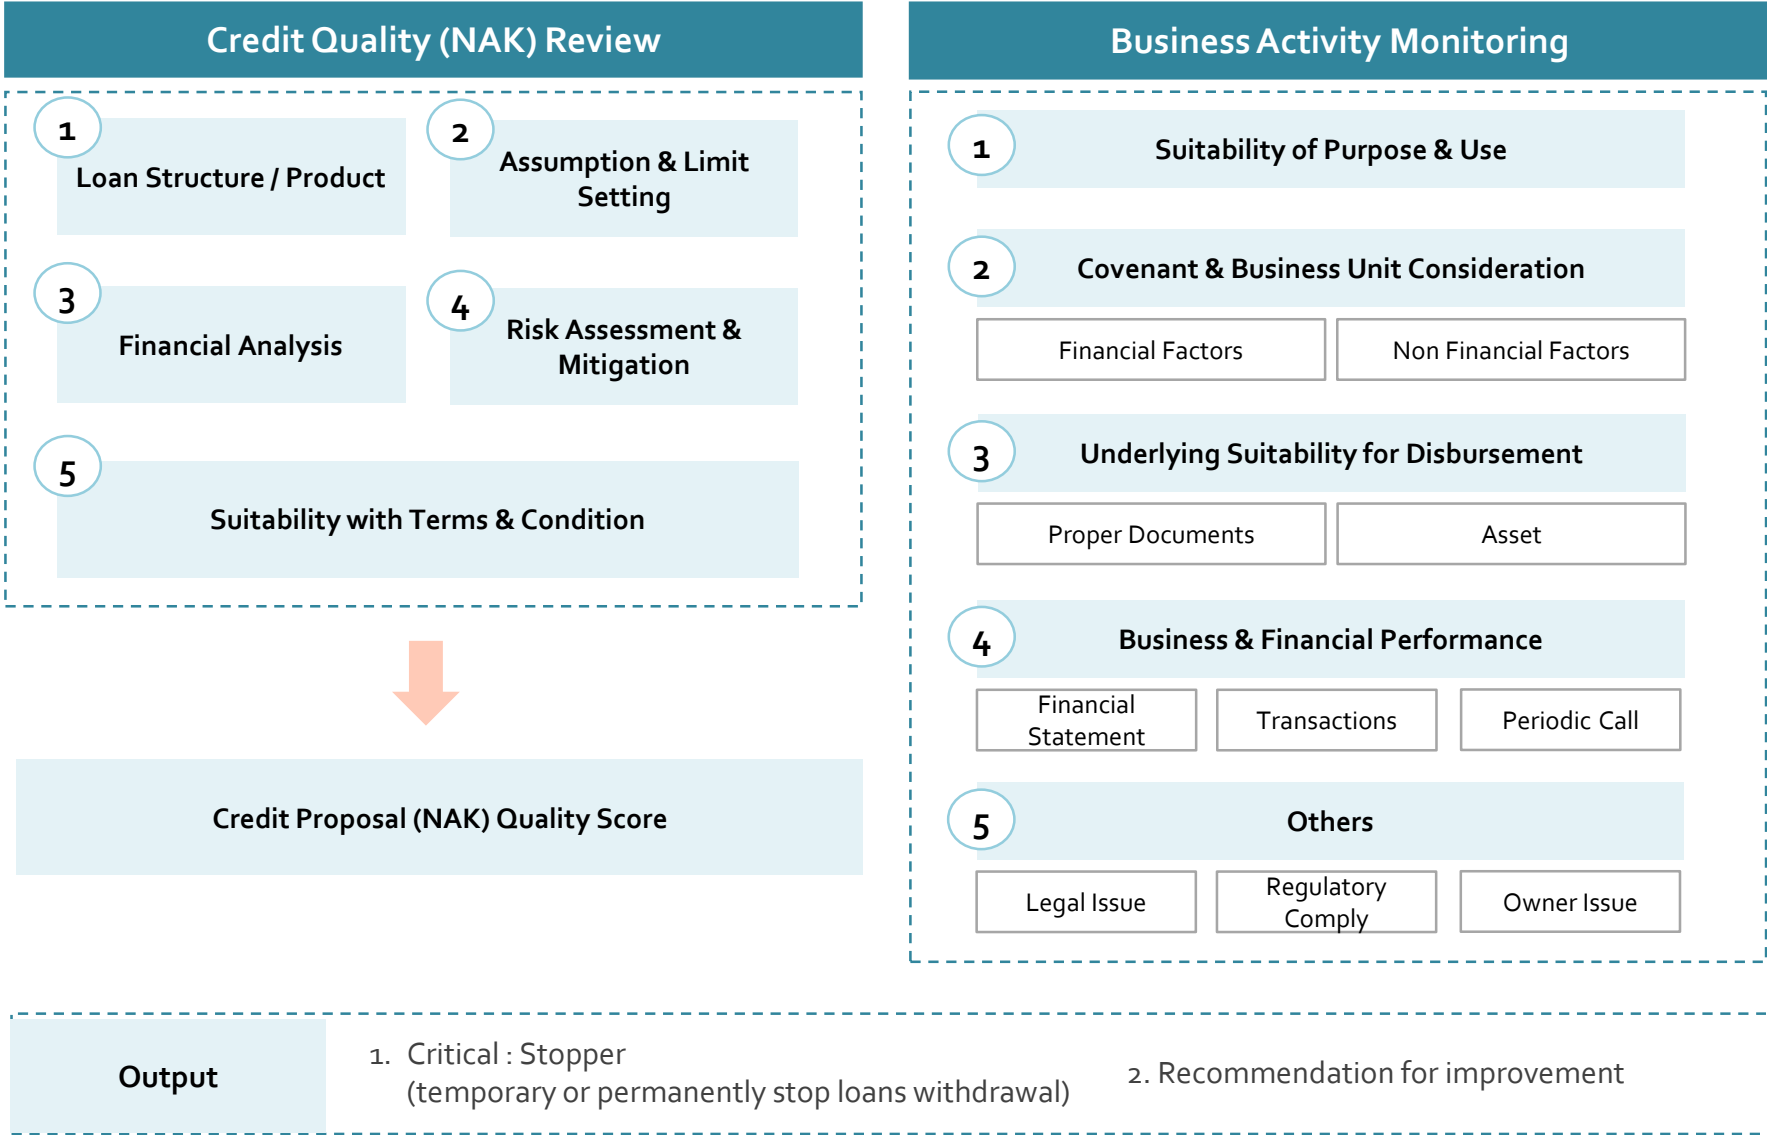 Credit Quality (NAK) Review
1
Loan Structure / Product
2
Assumption & Limit
Setting
3
Financial Analysis
4
Risk Assessment &
Mitigation
5
Suitability with Terms & Condition
Credit Proposal (NAK) Quality Score
Business Activity Monitoring
1
Suitability of Purpose & Use
2
Covenant & Business Unit Consideration
Financial Factors
Non Financial Factors
3
Underlying Suitability for Disbursement
Proper Documents
Asset
4
Business & Financial Performance
Financial
Statement
Transactions
Periodic Call
5
Others
Legal Issue
Regulatory
Comply
Owner Issue
Output
1. Critical : Stopper
(temporary or permanently stop loans withdrawal)
2. Recommendation for improvement